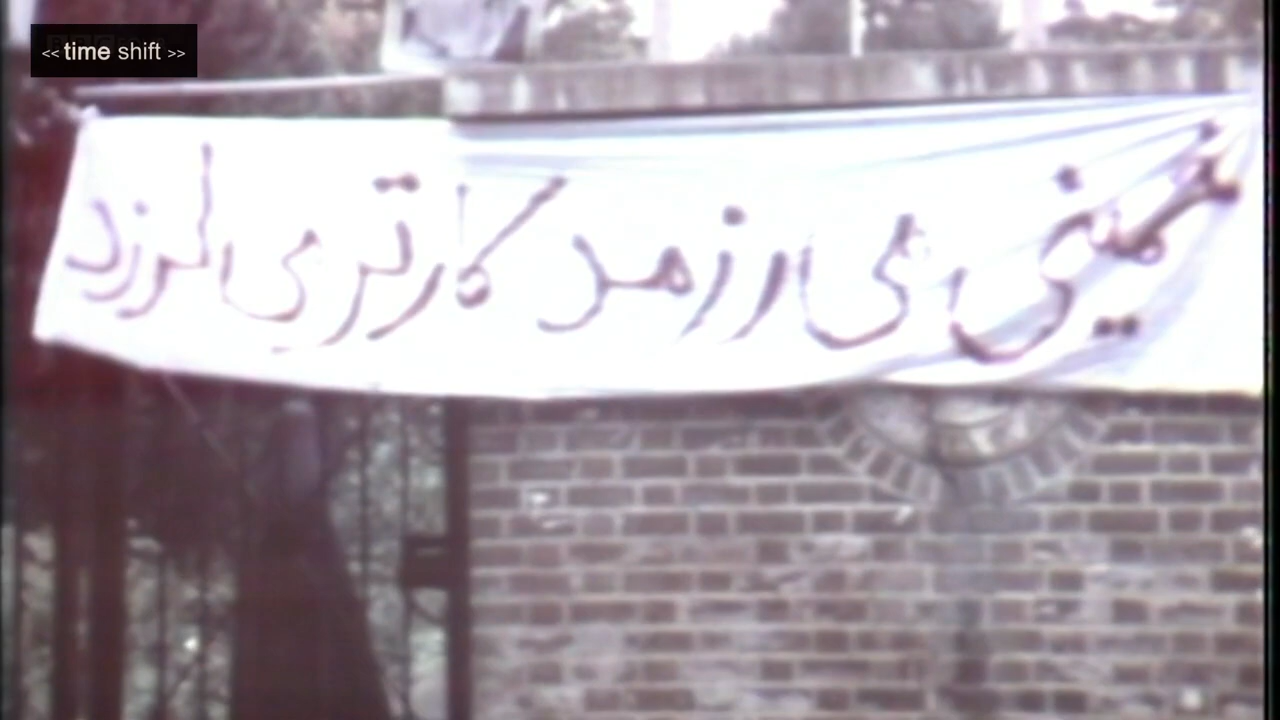 << time shift >>
خمینی می رزمد کارتر می لرزد